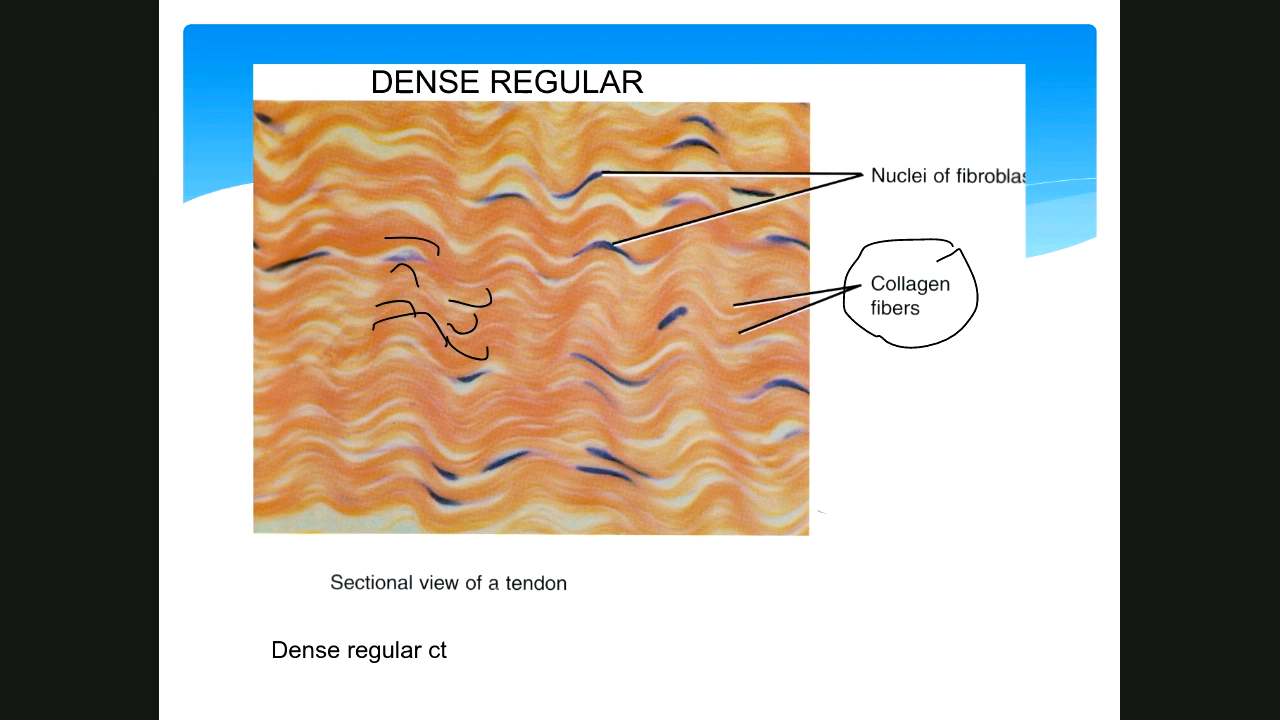 DENSE REGULAR
Nuclei of fibroblas
Collagen
fibers
Sectional view of a tendon
Dense regular ct